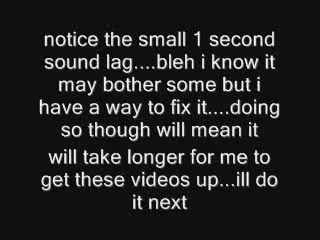 notice the small 1 second
sound lag....bleh i know it
may bother some but i
have a way to fix it....doing
so though will mean it
will take longer for me to
get these videos up...ill do
it next